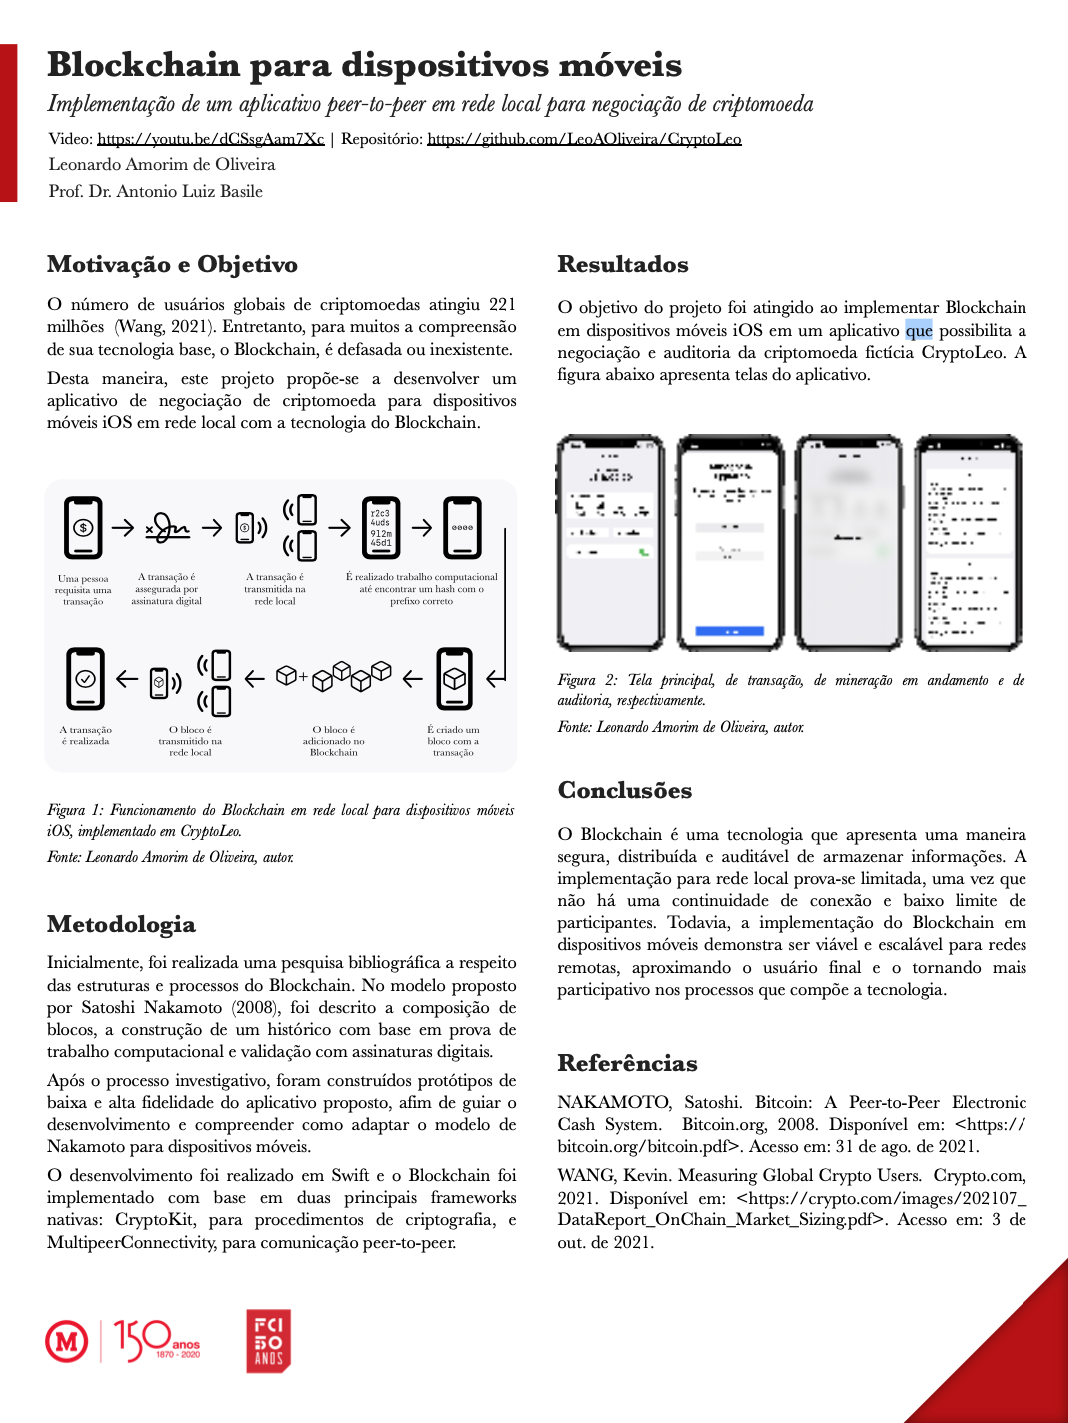 Blockchain para dispositivos móveis
Implementação de um aplicativo peer-to-peer em rede local para negociação de criptomoeda
Video: https://youtu.be/dCSsgAam7Xc | Repositório: https://github.com/LeoAOliveira/CryptoLeo
Leonardo Amorim de Oliveira
Prof. Dr. Antonio Luiz Basile
Motivação e Objetivo
O número de usuários globais de criptomoedas atingiu 221
milhões (Wang, 2021). Entretanto, para muitos a compreensão
de sua tecnologia base, o Blockchain, é defasada ou inexistente.
Desta maneira, este projeto propõe-se a desenvolver um
aplicativo de negociação de criptomoeda para dispositivos
móveis iOS em rede local com a tecnologia do Blockchain.
r2c3
4uds
9l2m
45d1
0000
Uma pessoa
requisita uma
transação
A transação é
assegurada por
assinatura digital
A transação é
transmitida na
rede local
É realizado trabalho computacional
até encontrar um hash com o
prefixo correto
A transação
é realizada
O bloco é
transmitido na
rede local
O bloco é
adicionado no
Blockchain
É criado um
bloco com a
transação
Figura 1: Funcionamento do Blockchain em rede local para dispositivos móveis
iOS, implementado em CryptoLeo.
Fonte: Leonardo Amorim de Oliveira, autor.
Metodologia
Inicialmente, foi realizada uma pesquisa bibliográfica a respeito
das estruturas e processos do Blockchain. No modelo proposto
por Satoshi Nakamoto (2008), foi descrito a composição de
blocos, a construção de um histórico com base em prova de
trabalho computacional e validação com assinaturas digitais.
Após o processo investigativo, foram construídos protótipos de
baixa e alta fidelidade do aplicativo proposto, afim de guiar o
desenvolvimento e compreender como adaptar o modelo de
Nakamoto para dispositivos móveis.
O desenvolvimento foi realizado em Swift e o Blockchain foi
implementado com base em duas principais frameworks
nativas: CryptoKit, para procedimentos de criptografia, e
MultipeerConnectivity, para comunicação peer-to-peer.
Resultados
O objetivo do projeto foi atingido ao implementar Blockchain
em dispositivos móveis iOS em um aplicativo que possibilita a
negociação e auditoria da criptomoeda fictícia CryptoLeo. A
figura abaixo apresenta telas do aplicativo.
Figura 2: Tela principal, de transação, de mineração em andamento e de
auditoria, respectivamente.
Fonte: Leonardo Amorim de Oliveira, autor.
Conclusões
O Blockchain é uma tecnologia que apresenta uma maneira
segura, distribuída e auditável de armazenar informações. A
implementação para rede local prova-se limitada, uma vez que
não há uma continuidade de conexão e baixo limite de
participantes. Todavia, a implementação do Blockchain em
dispositivos móveis demonstra ser viável e escalável para redes
remotas, aproximando o usuário final e o tornando mais
participativo nos processos que compõe a tecnologia.
Referências
NAKAMOTO, Satoshi. Bitcoin: A Peer-to-Peer Electronic
Cash System. Bitcoin.org, 2008. Disponível em: <https://
bitcoin.org/bitcoin.pdf>. Acesso em: 31 de ago. de 2021.
WANG, Kevin. Measuring Global Crypto Users. Crypto.com,
2021. Disponível em: <https://crypto.com/images/202107_
DataReport_OnChain_Market_Sizing.pdf>. Acesso em: 3 de
out. de 2021.
M
150 anos
1870 - 2020
FCI
50
ANOS